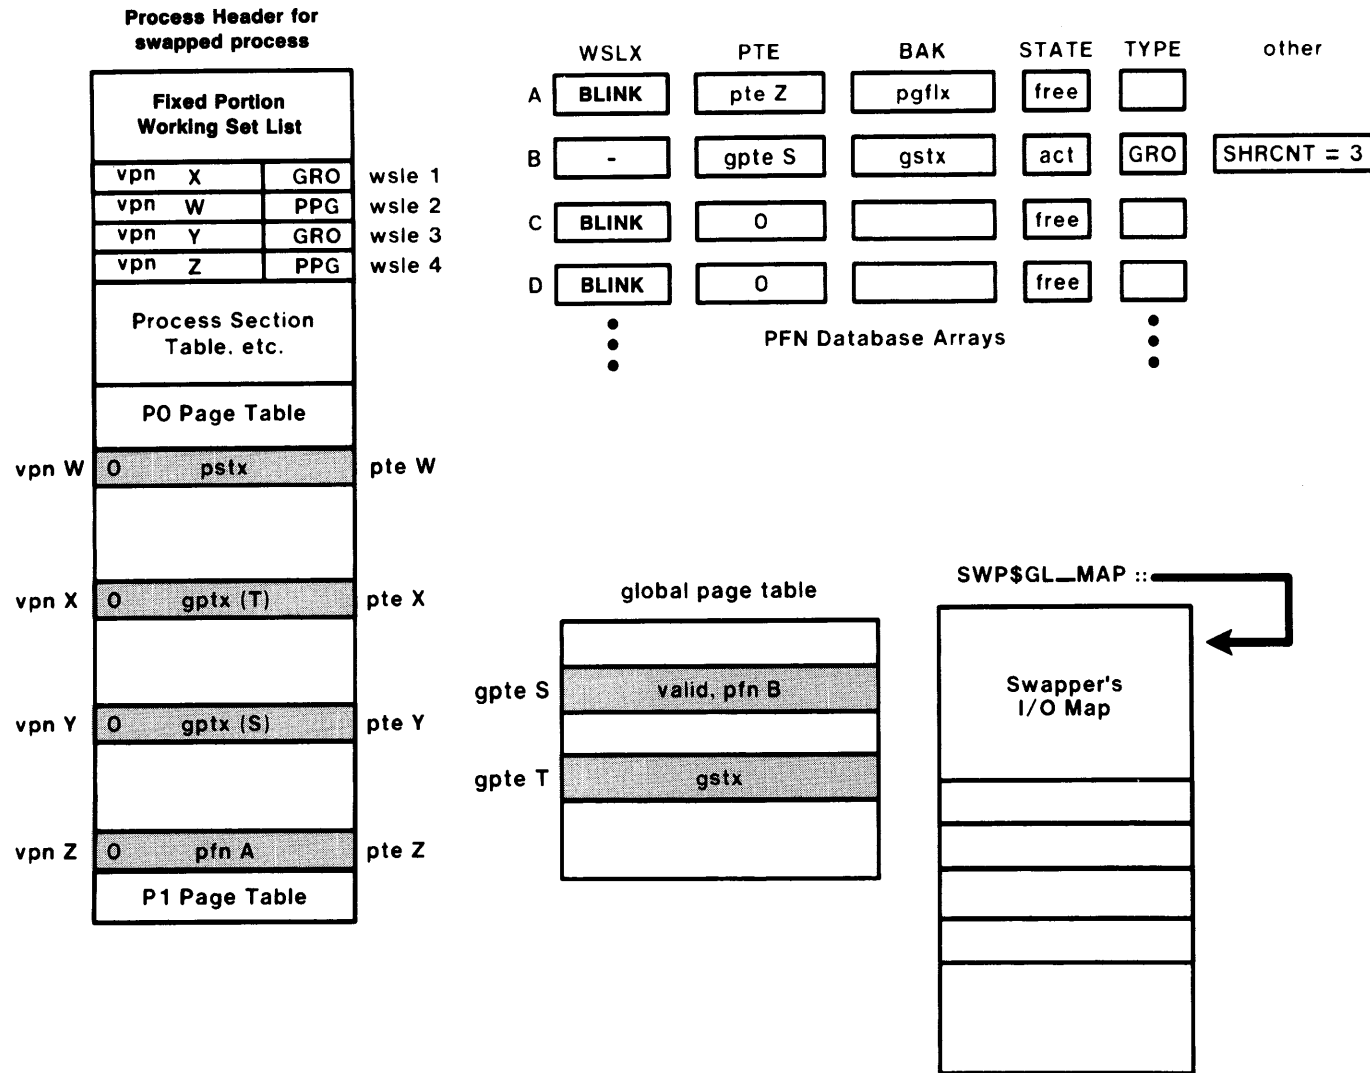 Process Header for
swapped process
Fixed Portion
Working Set List
vpn X GRO wsle 1
vpn W PPG wsle 2
vpn Y GRO wsle 3
vpn Z PPG wsle 4
Process Section
Table. etc.
P0 Page Table
vpn W 0 pstx pte W
vpn X 0 gptx (T) pte X
vpn Y 0 gptx (S) pte Y
vpn Z 0 pfn A pte Z
P1 Page Table
WSLX PTE BAK STATE TYPE other
A BLINK pte Z pgflx free
B - gpte S gstx act GRO SHRCNT = 3
C BLINK 0 free
D BLINK 0 free
PFN Database Arrays
global page table
gpte S valid, pfn B
gpte T gstx
SWP$GL_MAP ::
Swapper's
I/O Map